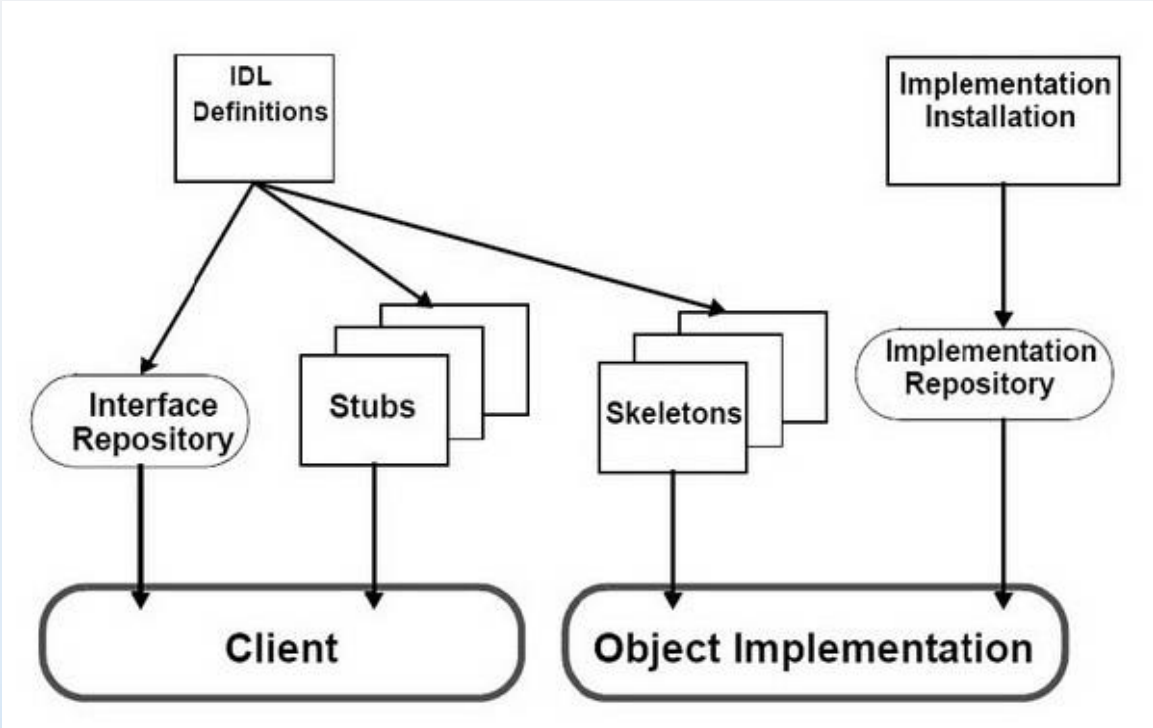 IDL
Definitions
Implementation
Installation
Interface
Repository
Stubs
Skeletons
Implementation
Repository
Client
Object Implementation